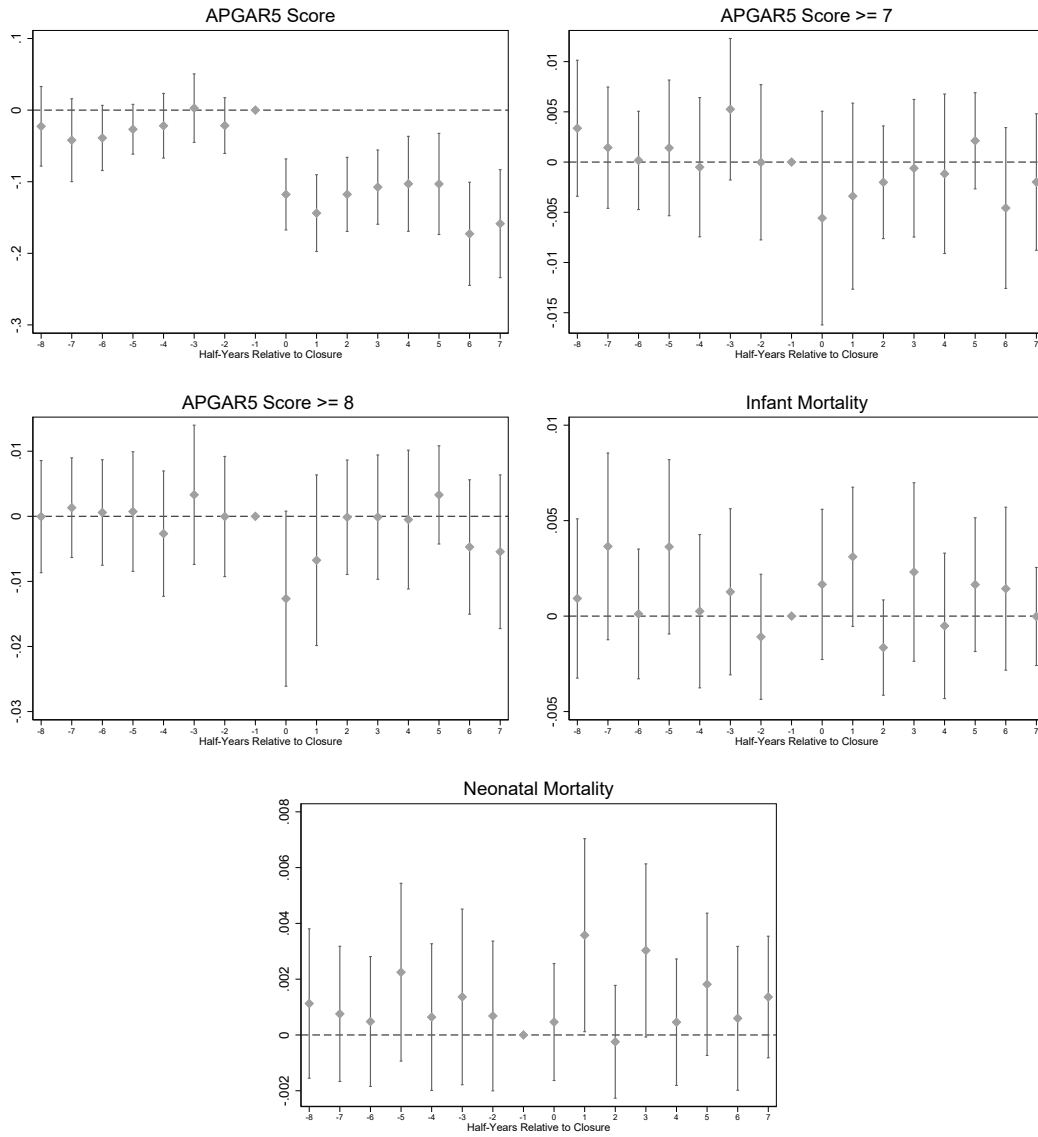 APGAR5 Score
.1
0
-.1
-.2
-.3
-8 -7 -6 -5 -4 -3 -2 -1 0 1 2 3 4 5 6 7
Half-Years Relative to Closure
APGAR5 Score >= 7
.01
.005
0
-.005
-.01
-.015
-8 -7 -6 -5 -4 -3 -2 -1 0 1 2 3 4 5 6 7
Half-Years Relative to Closure
APGAR5 Score >= 8
.01
0
-.01
-.02
-.03
-8 -7 -6 -5 -4 -3 -2 -1 0 1 2 3 4 5 6 7
Half-Years Relative to Closure
Infant Mortality
.01
.005
0
-.005
-8 -7 -6 -5 -4 -3 -2 -1 0 1 2 3 4 5 6 7
Half-Years Relative to Closure
Neonatal Mortality
.008
.006
.004
.002
0
-.002
-8 -7 -6 -5 -4 -3 -2 -1 0 1 2 3 4 5 6 7
Half-Years Relative to Closure